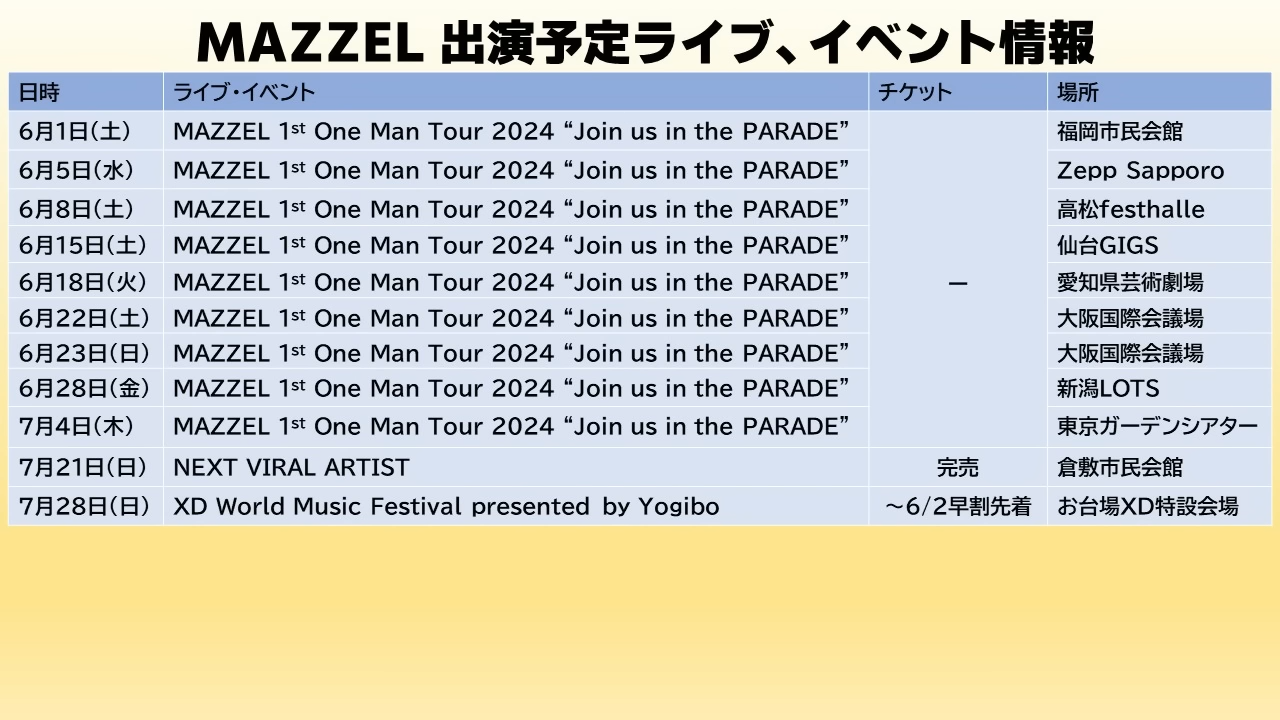 MAZZEL 出演予定ライブ、イベント情報
日時 ライブ・イベント チケット 場所
6月1日(土) MAZZEL 1st One Man Tour 2024 “Join us in the PARADE” 福岡市民会館
6月5日(水) MAZZEL 1st One Man Tour 2024 “Join us in the PARADE” Zepp Sapporo
6月8日(土) MAZZEL 1st One Man Tour 2024 “Join us in the PARADE” 高松festhalle
6月15日(土) MAZZEL 1st One Man Tour 2024 “Join us in the PARADE” 仙台GIGS
6月18日(火) MAZZEL 1st One Man Tour 2024 “Join us in the PARADE” ー 愛知県芸術劇場
6月22日(土) MAZZEL 1st One Man Tour 2024 “Join us in the PARADE” 大阪国際会議場
6月23日(日) MAZZEL 1st One Man Tour 2024 “Join us in the PARADE” 大阪国際会議場
6月28日(金) MAZZEL 1st One Man Tour 2024 “Join us in the PARADE” 新潟LOTS
7月4日(木) MAZZEL 1st One Man Tour 2024 “Join us in the PARADE” 東京ガーデンシアター
7月21日(日) NEXT VIRAL ARTIST 完売 倉敷市民会館
7月28日(日) XD World Music Festival presented by Yogibo ～6/2早割先着 お台場XD特設会場